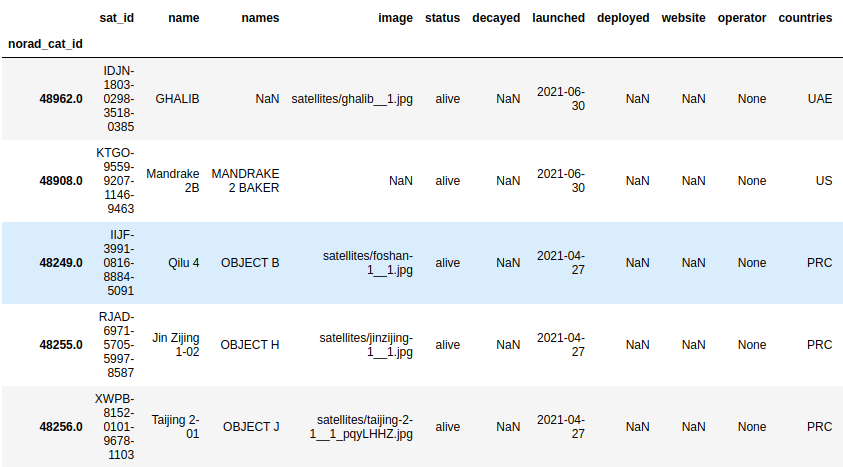 sat_id name names image status decayed launched deployed website operator countries
norad_cat_id
48962.0 IDJN-1803-0298-3518-0385 GHALIB NaN satellites/ghalib__1.jpg alive NaN 2021-06-30 NaN NaN None UAE
48908.0 KTGO-9559-9207-1146-9463 Mandrake 2B MANDRAKE 2 BAKER NaN alive NaN 2021-06-30 NaN NaN None US
48249.0 IIJF-3991-0816-8884-5091 Qilu 4 OBJECT B satellites/foshan-1__1.jpg alive NaN 2021-04-27 NaN NaN None PRC
48255.0 RJAD-6971-5705-5997-8587 Jin Zijing 1-02 OBJECT H satellites/jinzijing-1__1.jpg alive NaN 2021-04-27 NaN NaN None PRC
48256.0 XWPB-8152-0101-9678-1103 Taijing 2-01 OBJECT J satellites/taijing-2-1__1_pqyLHHZ.jpg alive NaN 2021-04-27 NaN NaN None PRC